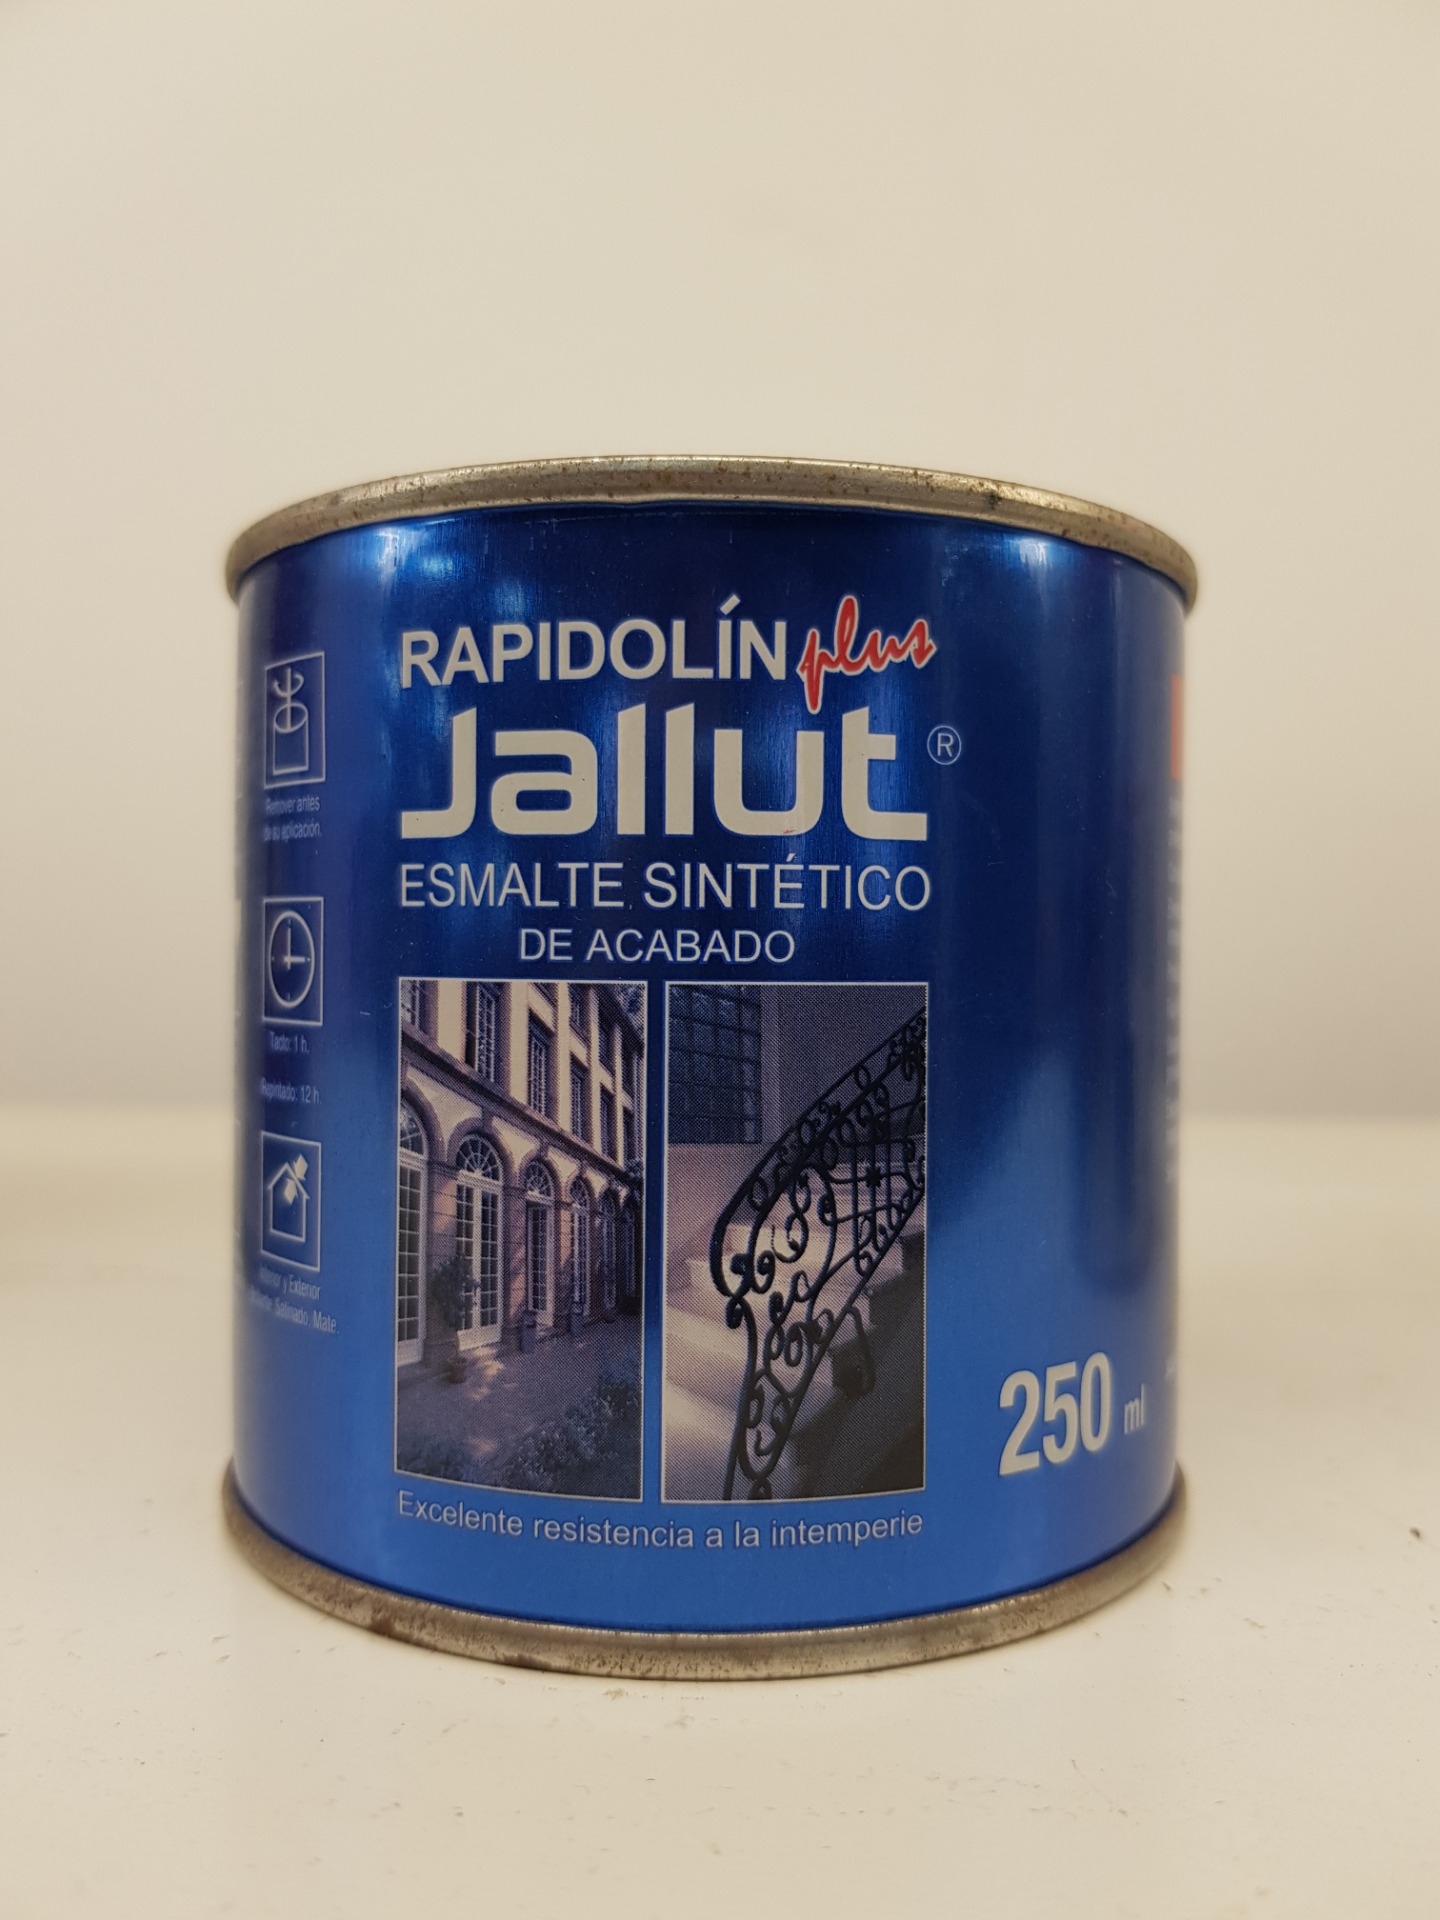 RAPIDOLÍN plus
Jallut®
ESMALTE SINTÉTICO
DE ACABADO
Excelente resistencia a la intemperie
250 ml
Remover antes
de su aplicación.
Tacto: 1 h.
Repintado: 12 h.
Interior y Exterior
Satinado. Mate.